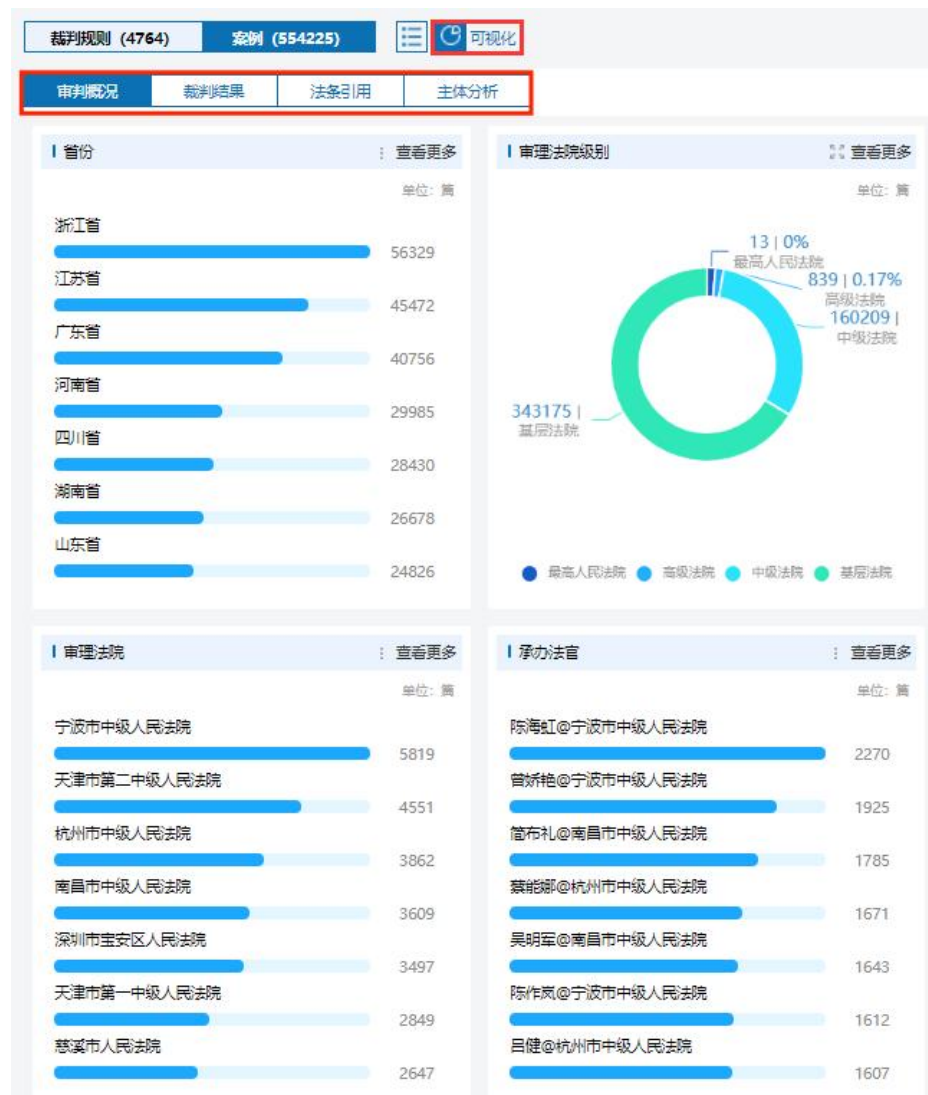 裁判规则 (4764)
案例 (554225)
可视化
审判概况
裁判结果
法条引用
主体分析
省份
查看更多
单位: 篇
浙江省
56329
江苏省
45472
广东省
40756
河南省
29985
四川省
28430
湖南省
26678
山东省
24826
审理法院级别
查看更多
单位: 篇
13 | 0%
最高人民法院
839 | 0.17%
高级法院
160209 |
中级法院
343175 |
基层法院
最高人民法院
高级法院
中级法院
基层法院
审理法院
查看更多
单位: 篇
宁波市中级人民法院
5819
天津市第二中级人民法院
4551
杭州市中级人民法院
3862
南昌市中级人民法院
3609
深圳市宝安区人民法院
3497
天津市第一中级人民法院
2849
慈溪市人民法院
2647
承办法官
查看更多
单位: 篇
陈海虹@宁波市中级人民法院
2270
曾娇艳@宁波市中级人民法院
1925
简布礼@南昌市中级人民法院
1785
蔡能娜@杭州市中级人民法院
1671
吴明军@南昌市中级人民法院
1643
陈作岚@宁波市中级人民法院
1612
吕健@杭州市中级人民法院
1607